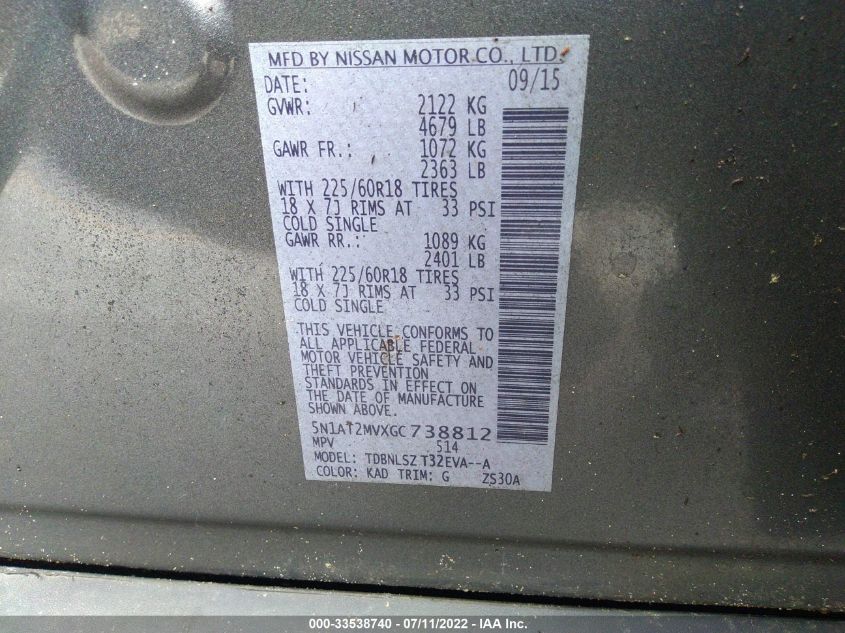 MFD BY NISSAN MOTOR CO., LTD.
DATE: 09/15
GVWR: 2122 KG
4679 LB
GAWR FR.: 1072 KG
2363 LB
WITH 225/60R18 TIRES
18 X 7J RIMS AT 33 PSI
COLD SINGLE
GAWR RR.: 1089 KG
2401 LB
WITH 225/60R18 TIRES
18 X 7J RIMS AT 33 PSI
COLD SINGLE
THIS VEHICLE CONFORMS TO
ALL APPLICABLE FEDERAL
MOTOR VEHICLE SAFETY AND
THEFT PREVENTION
STANDARDS IN EFFECT ON
THE DATE OF MANUFACTURE
SHOWN ABOVE.
5N1AT2MVXGC738812
MPV 514
MODEL: TDBNLSZ T32EVA--A
COLOR: KAD TRIM: G ZS30A
000-33538740 - 07/11/2022 - IAA Inc.